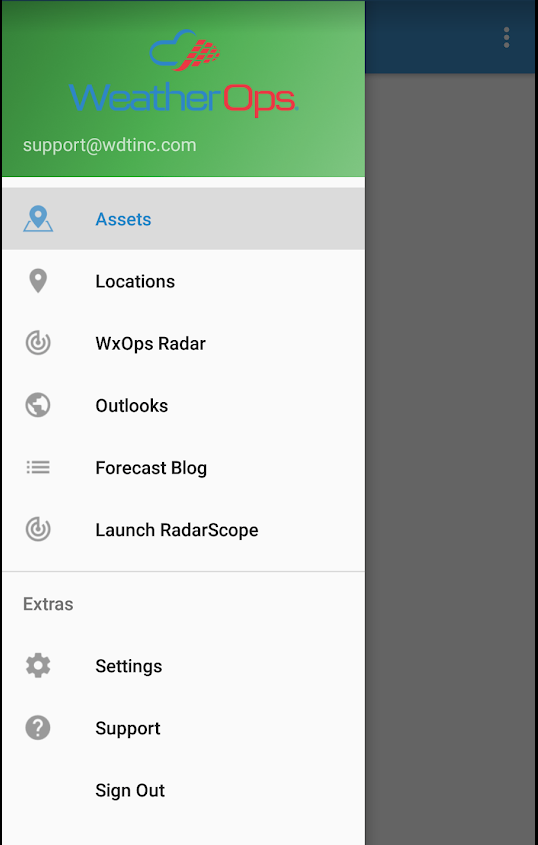 WeatherOps
support@wdtinc.com
Assets
Locations
WxOps Radar
Outlooks
Forecast Blog
Launch RadarScope
Extras
Settings
Support
Sign Out